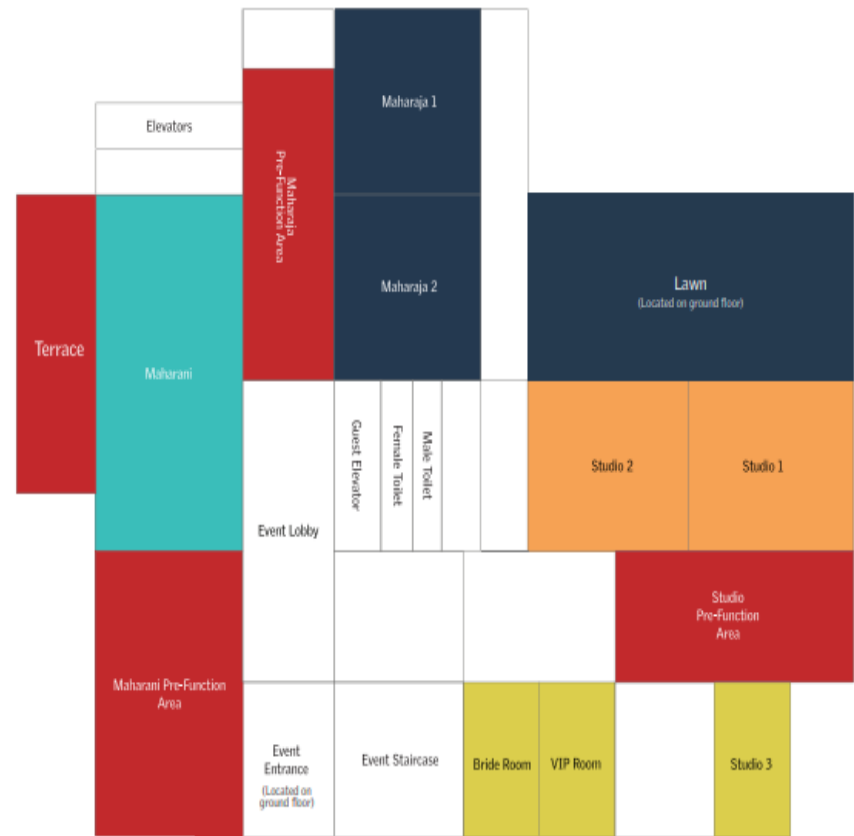 Maharaja 1
Elevators
Maharaja
Pre-Function Area
Maharaja 2
Lawn
(Located on ground floor)
Terrace
Maharani
Guest Elevator
Female Toilet
Male Toilet
Studio 2
Studio 1
Event Lobby
Studio
Pre-Function
Area
Maharani Pre-Function
Area
Event
Entrance
(Located on
ground floor)
Event Staircase
Bride Room
VIP Room
Studio 3